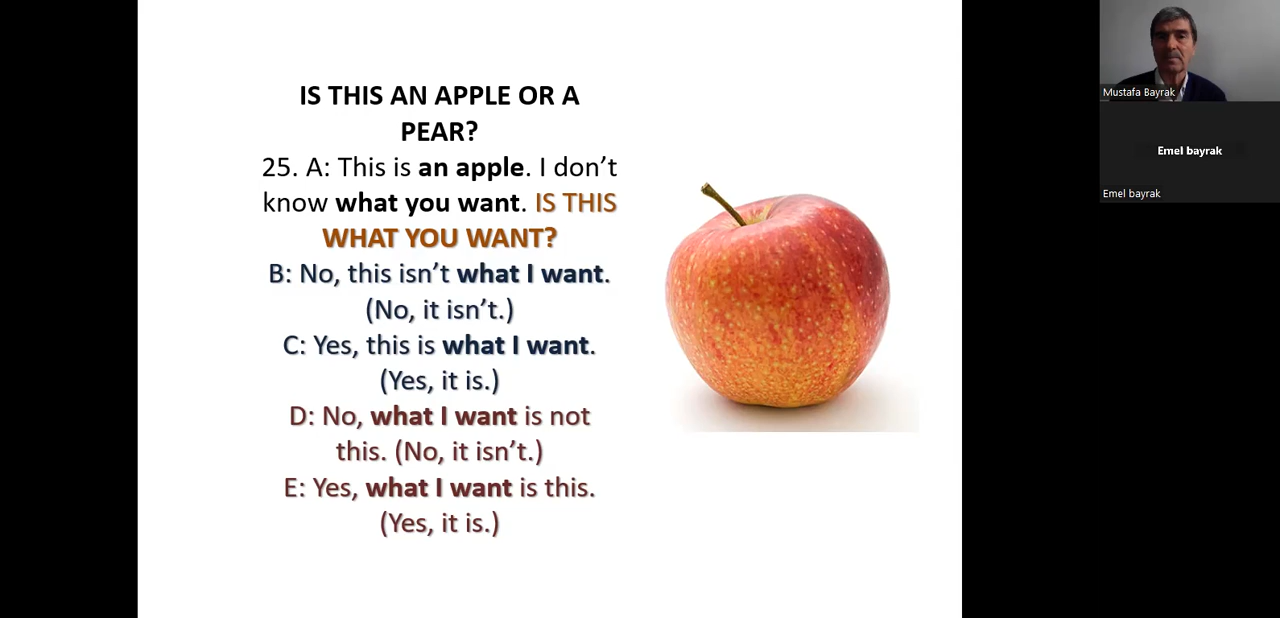 IS THIS AN APPLE OR A
PEAR?
25. A: This is an apple. I don’t
know what you want. IS THIS
WHAT YOU WANT?
B: No, this isn’t what I want.
(No, it isn’t.)
C: Yes, this is what I want.
(Yes, it is.)
D: No, what I want is not
this. (No, it isn’t.)
E: Yes, what I want is this.
(Yes, it is.)
Mustafa Bayrak
Emel bayrak
Emel bayrak